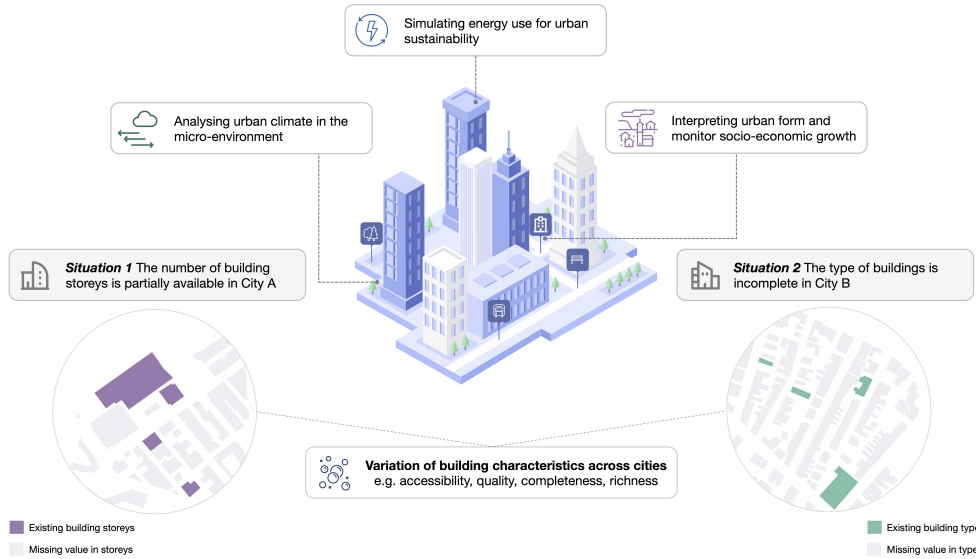 Simulating energy use for urban
sustainability
Analysing urban climate in the
micro-environment
Interpreting urban form and
monitor socio-economic growth
Situation 1 The number of building
storeys is partially available in City A
Situation 2 The type of buildings is
incomplete in City B
Variation of building characteristics across cities
e.g. accessibility, quality, completeness, richness
Existing building storeys
Missing value in storeys
Existing building type
Missing value in type